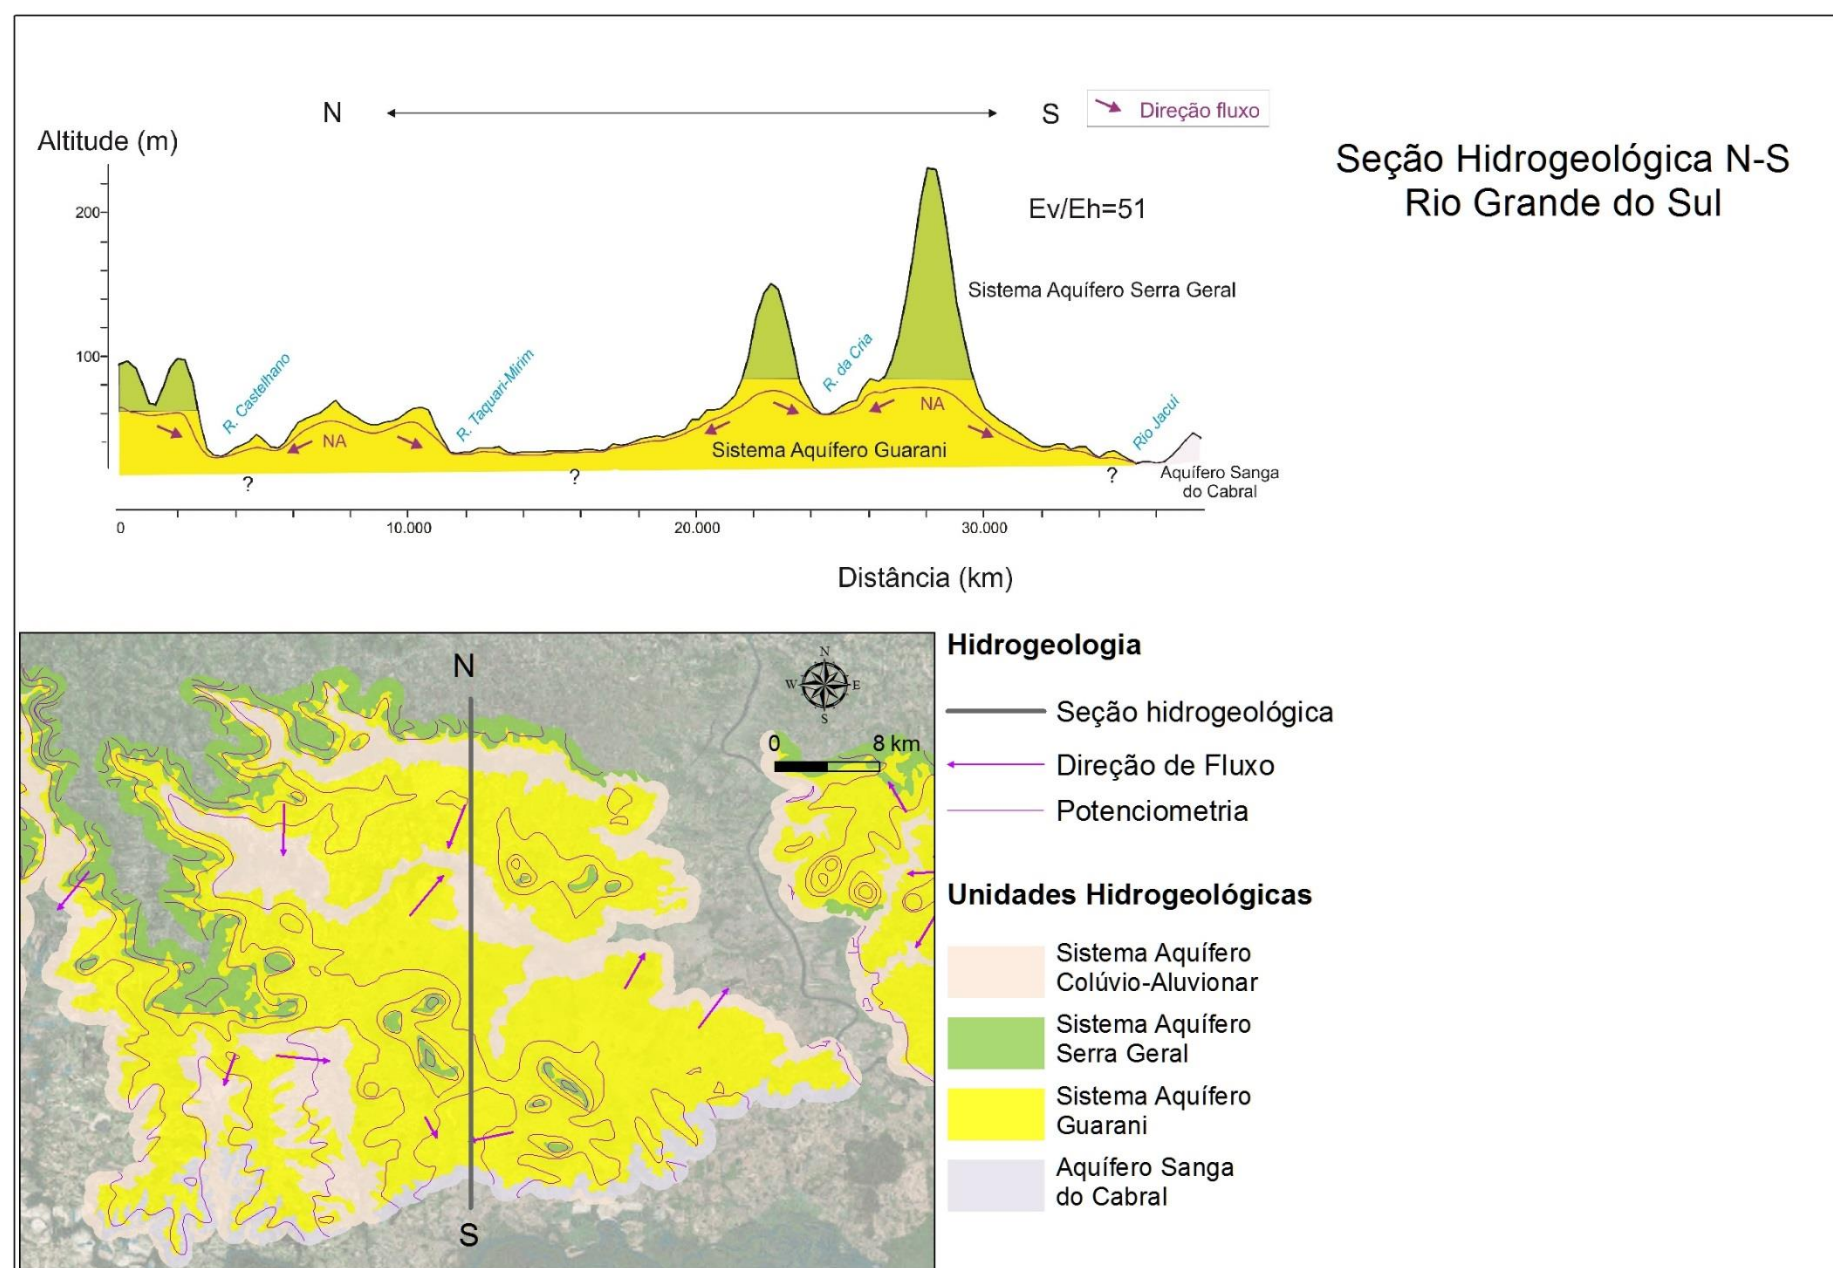 N
S
Direção fluxo
Altitude (m)
Seção Hidrogeológica N-S
Rio Grande do Sul
200
Ev/Eh=51
Sistema Aquífero Serra Geral
100
R. Castelhano
R. Taquari-Mirim
R. da Cria
Rio Jacuí
NA
NA
Sistema Aquífero Guarani
Aquífero Sanga
do Cabral
?
?
?
0
10.000
20.000
30.000
Distância (km)
N
N
W
E
S
0
8 km
S
Hidrogeologia
Seção hidrogeológica
Direção de Fluxo
Potenciometria
Unidades Hidrogeológicas
Sistema Aquífero
Colúvio-Aluvionar
Sistema Aquífero
Serra Geral
Sistema Aquífero
Guarani
Aquífero Sanga
do Cabral